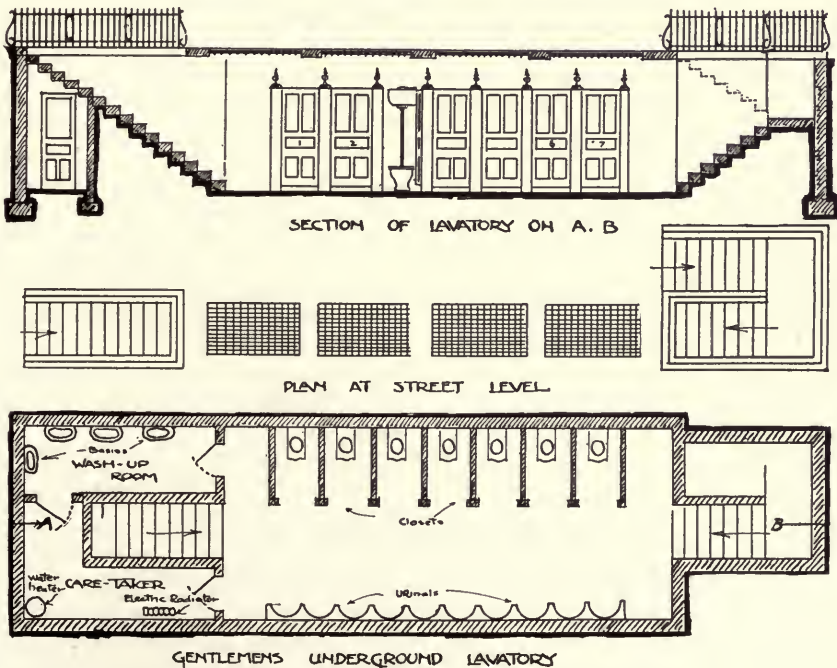 1 2 6 7
SECTION OF LAVATORY ON A. B
PLAN AT STREET LEVEL
Basins
WASH-UP
ROOM
A
B
Closets
Water
heater
CARE-TAKER
Electric Radiator
Urinals
GENTLEMENS UNDERGROUND LAVATORY